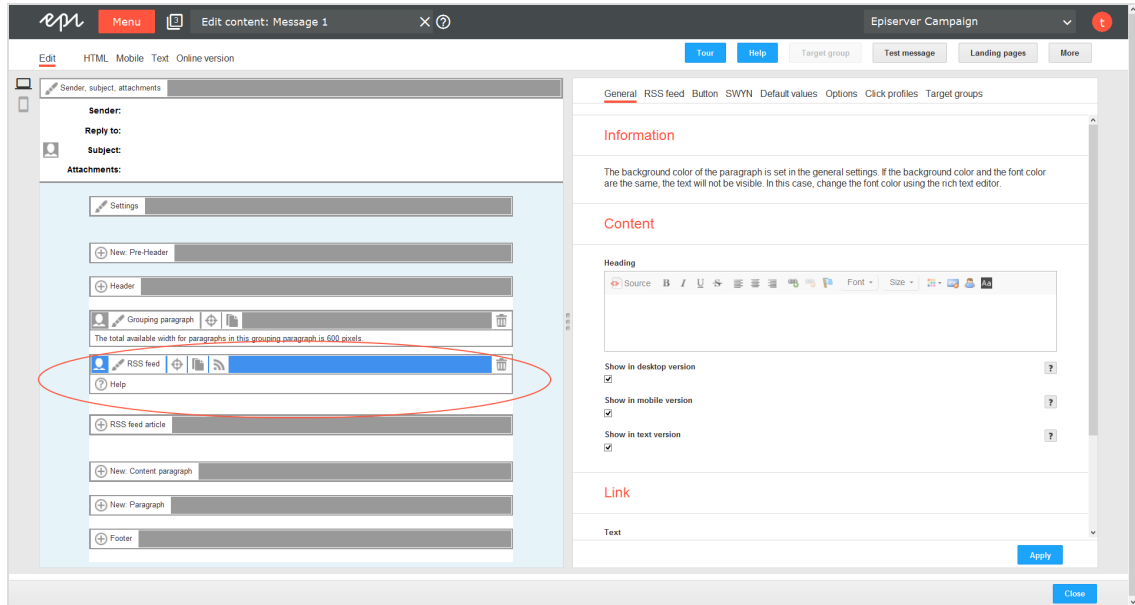 epi Menu 3 Edit content: Message 1 Episerver Campaign t
Edit HTML Mobile Text Online version Tour Help Target group Test message Landing pages More
Sender, subject, attachments
Sender:
Reply to:
Subject:
Attachments:
Settings
New: Pre-Header
Header
Grouping paragraph
The total available width for paragraphs in this grouping paragraph is 600 pixels.
RSS feed
? Help
RSS feed article
New: Content paragraph
New: Paragraph
Footer
General RSS feed Button SWYN Default values Options Click profiles Target groups
Information
The background color of the paragraph is set in the general settings. If the background color and the font color
are the same, the text will not be visible. In this case, change the font color using the rich text editor.
Content
Heading
Source B I U S Font Size Aa
Show in desktop version ?
Show in mobile version ?
Show in text version ?
Link
Text
Apply
Close